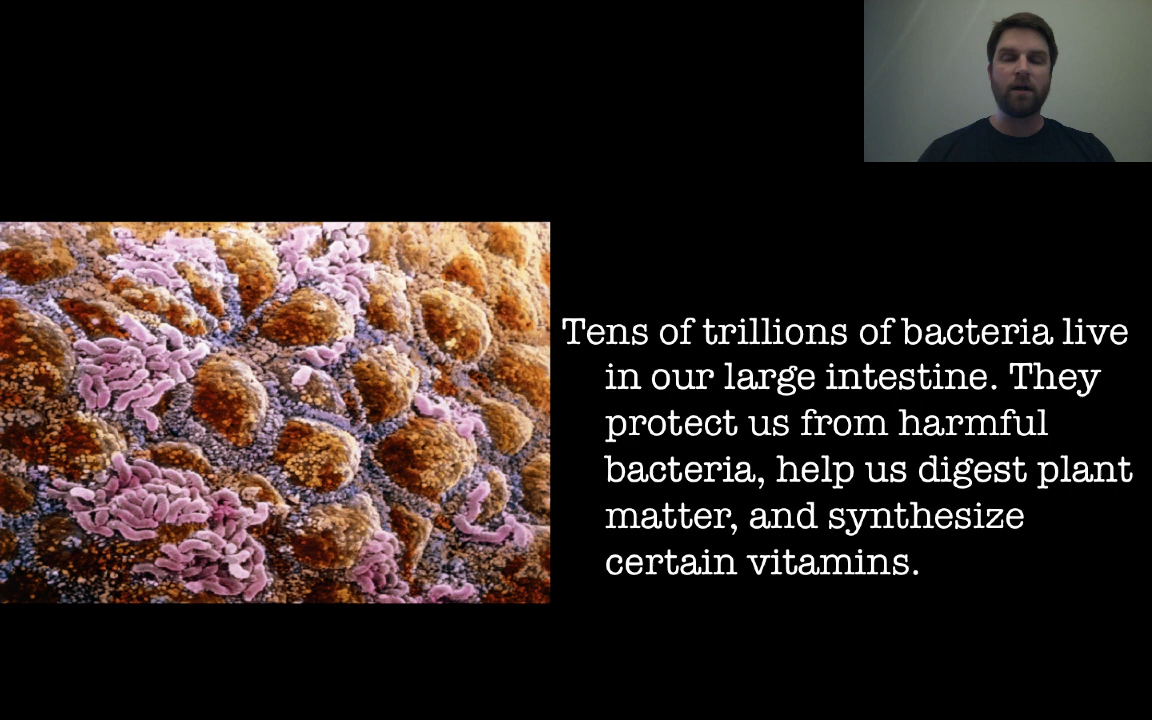 Tens of trillions of bacteria live
in our large intestine. They
protect us from harmful
bacteria, help us digest plant
matter, and synthesize
certain vitamins.